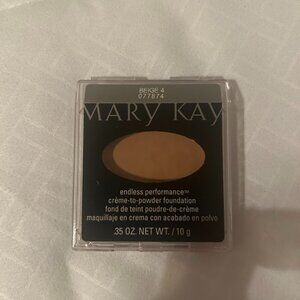 BEIGE 4
077874
MARY KAY
endless performance™
crème-to-powder foundation
fond de teint poudre-de-crème
maquillaje en crema con acabado en polvo
.35 OZ. NET WT. / 10 g